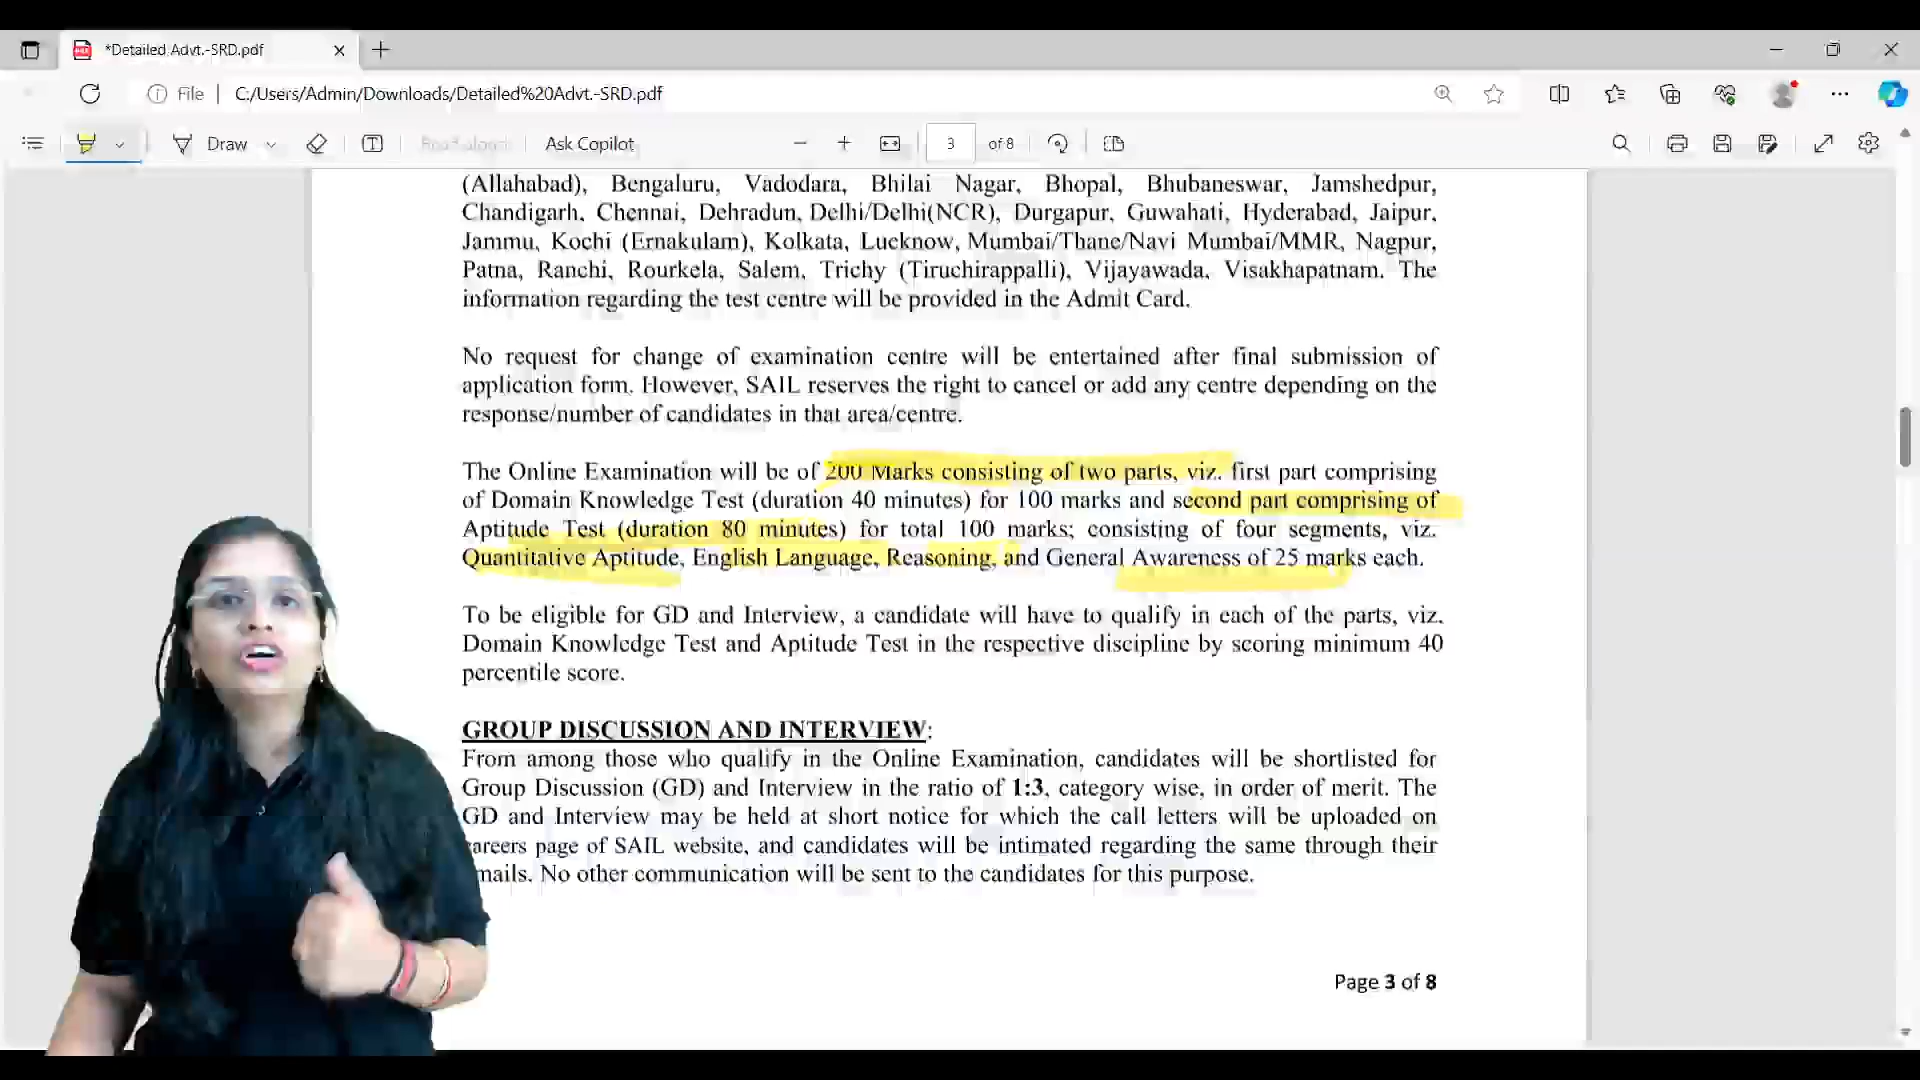 *Detailed Advt.-SRD.pdf
File
C:/Users/Admin/Downloads/Detailed%20Advt.-SRD.pdf
Draw
Read aloud
Ask Copilot
3 of 8
(Allahabad), Bengaluru, Vadodara, Bhilai Nagar, Bhopal, Bhubaneswar, Jamshedpur,
Chandigarh, Chennai, Dehradun, Delhi/Delhi(NCR), Durgapur, Guwahati, Hyderabad, Jaipur,
Jammu, Kochi (Ernakulam), Kolkata, Lucknow, Mumbai/Thane/Navi Mumbai/MMR, Nagpur,
Patna, Ranchi, Rourkela, Salem, Trichy (Tiruchirappalli), Vijayawada, Visakhapatnam. The
information regarding the test centre will be provided in the Admit Card.
No request for change of examination centre will be entertained after final submission of
application form. However, SAIL reserves the right to cancel or add any centre depending on the
response/number of candidates in that area/centre.
The Online Examination will be of 200 Marks consisting of two parts, viz. first part comprising
of Domain Knowledge Test (duration 40 minutes) for 100 marks and second part comprising of
Aptitude Test (duration 80 minutes) for total 100 marks; consisting of four segments, viz.
Quantitative Aptitude, English Language, Reasoning, and General Awareness of 25 marks each.
To be eligible for GD and Interview, a candidate will have to qualify in each of the parts, viz.
Domain Knowledge Test and Aptitude Test in the respective discipline by scoring minimum 40
percentile score.
GROUP DISCUSSION AND INTERVIEW:
From among those who qualify in the Online Examination, candidates will be shortlisted for
Group Discussion (GD) and Interview in the ratio of 1:3, category wise, in order of merit. The
GD and Interview may be held at short notice for which the call letters will be uploaded on
careers page of SAIL website, and candidates will be intimated regarding the same through their
mails. No other communication will be sent to the candidates for this purpose.
Page 3 of 8